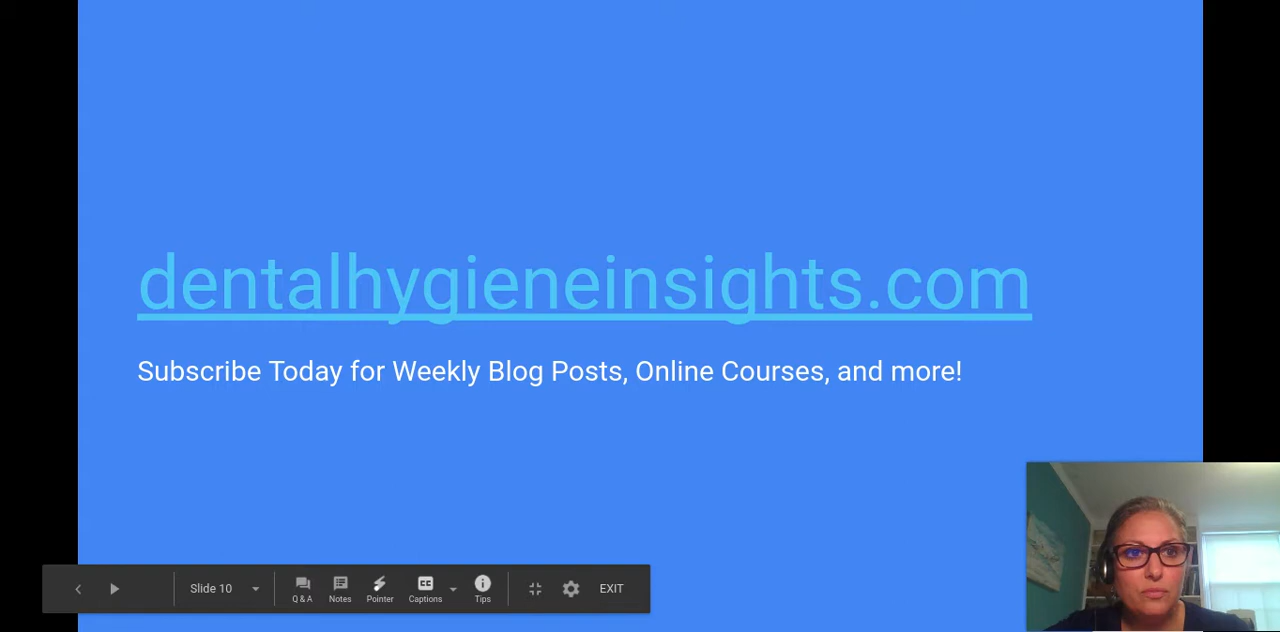 dentalhygieneinsights.com
Subscribe Today for Weekly Blog Posts, Online Courses, and more!
Slide 10
Q & A
Notes
Pointer
CC
Captions
Tips
EXIT